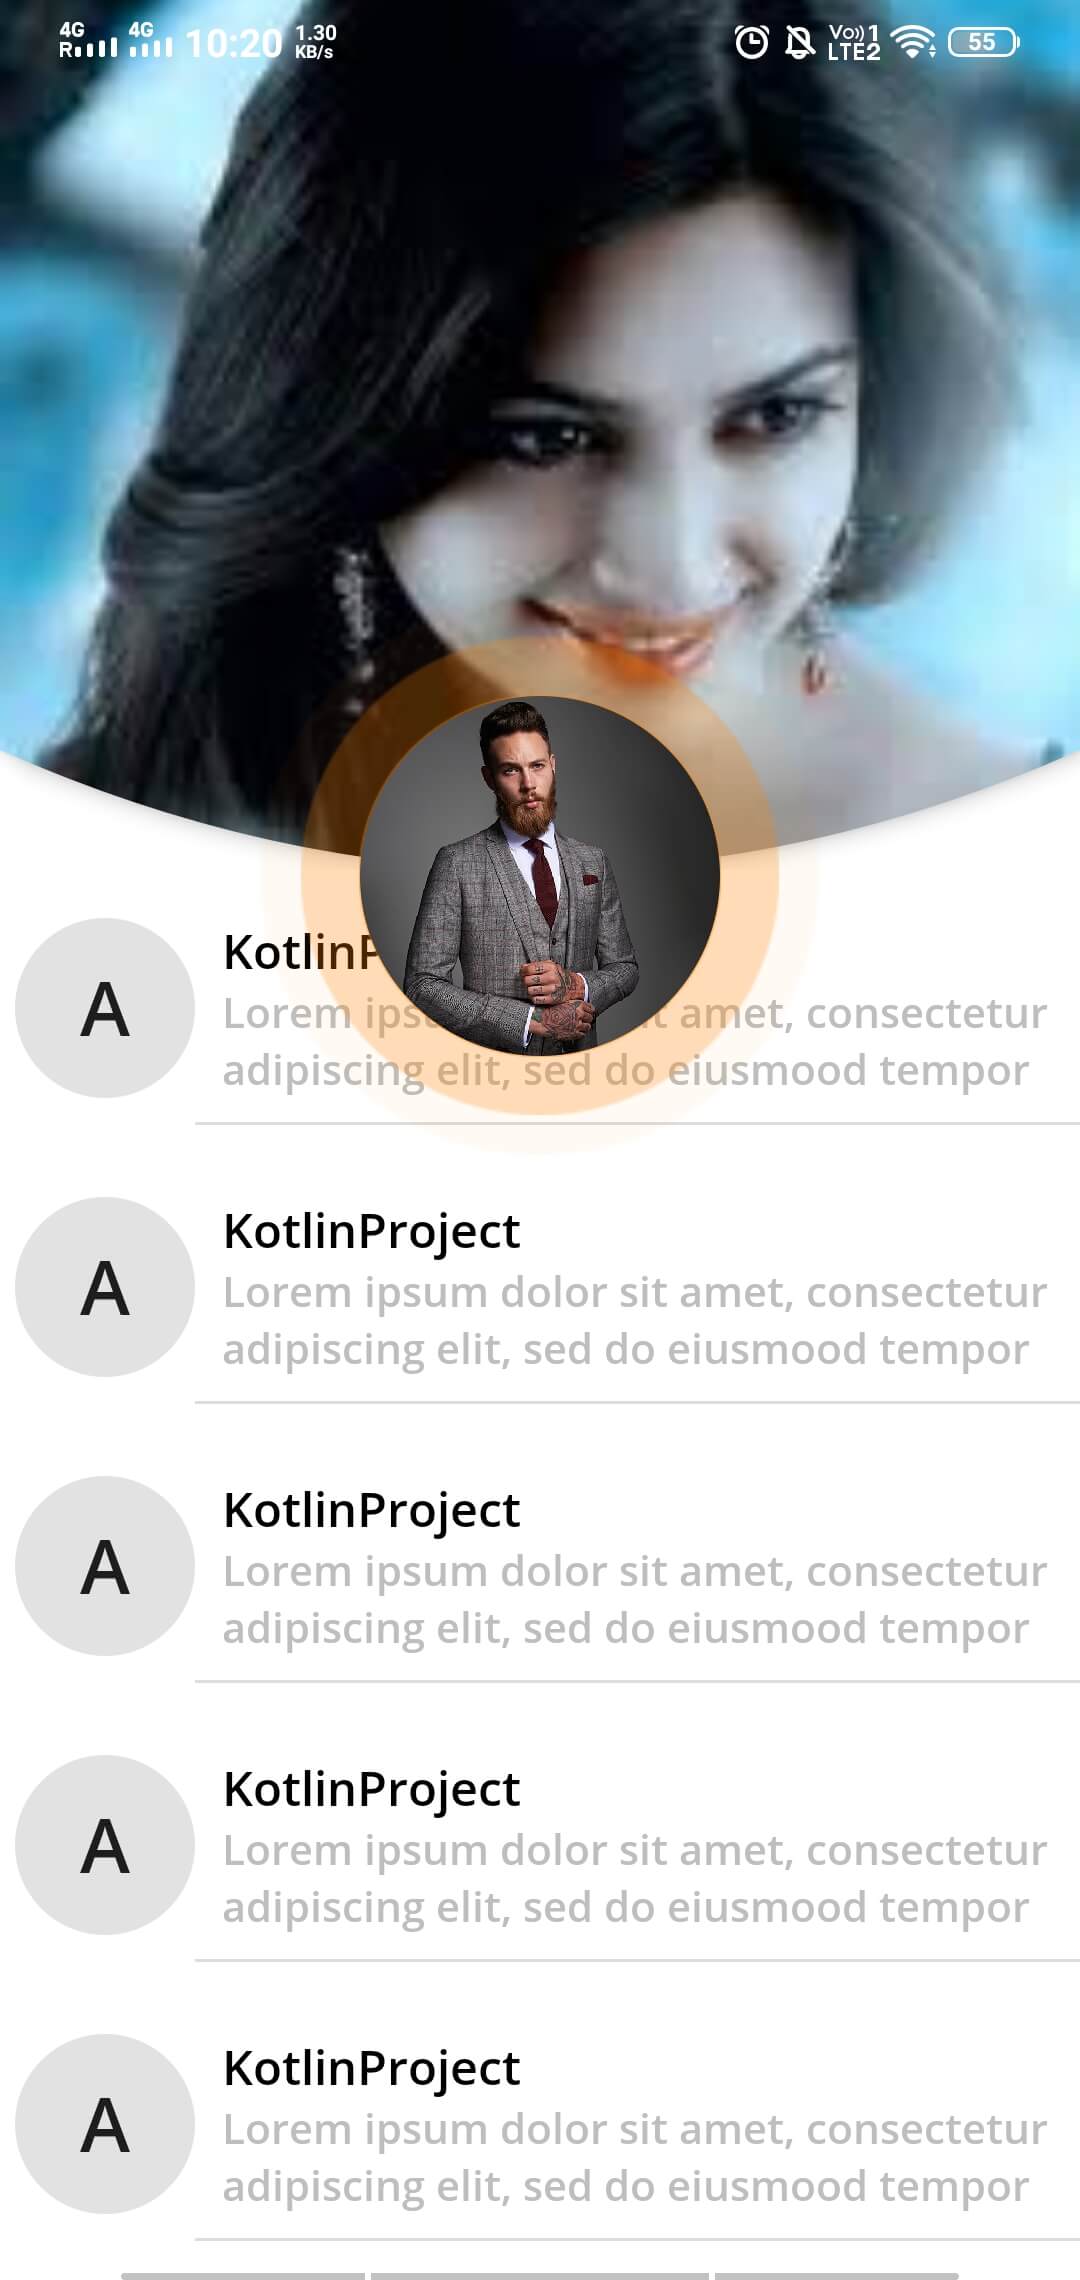 4G 4G 1.30
R 10:20 KB/s Vo)) 1 LTE2 55
KotlinP
A
Lorem ips t amet, consectetur
adipiscing elit, sed do eiusmood tempor
KotlinProject
A
Lorem ipsum dolor sit amet, consectetur
adipiscing elit, sed do eiusmood tempor
KotlinProject
A
Lorem ipsum dolor sit amet, consectetur
adipiscing elit, sed do eiusmood tempor
KotlinProject
A
Lorem ipsum dolor sit amet, consectetur
adipiscing elit, sed do eiusmood tempor
KotlinProject
A
Lorem ipsum dolor sit amet, consectetur
adipiscing elit, sed do eiusmood tempor